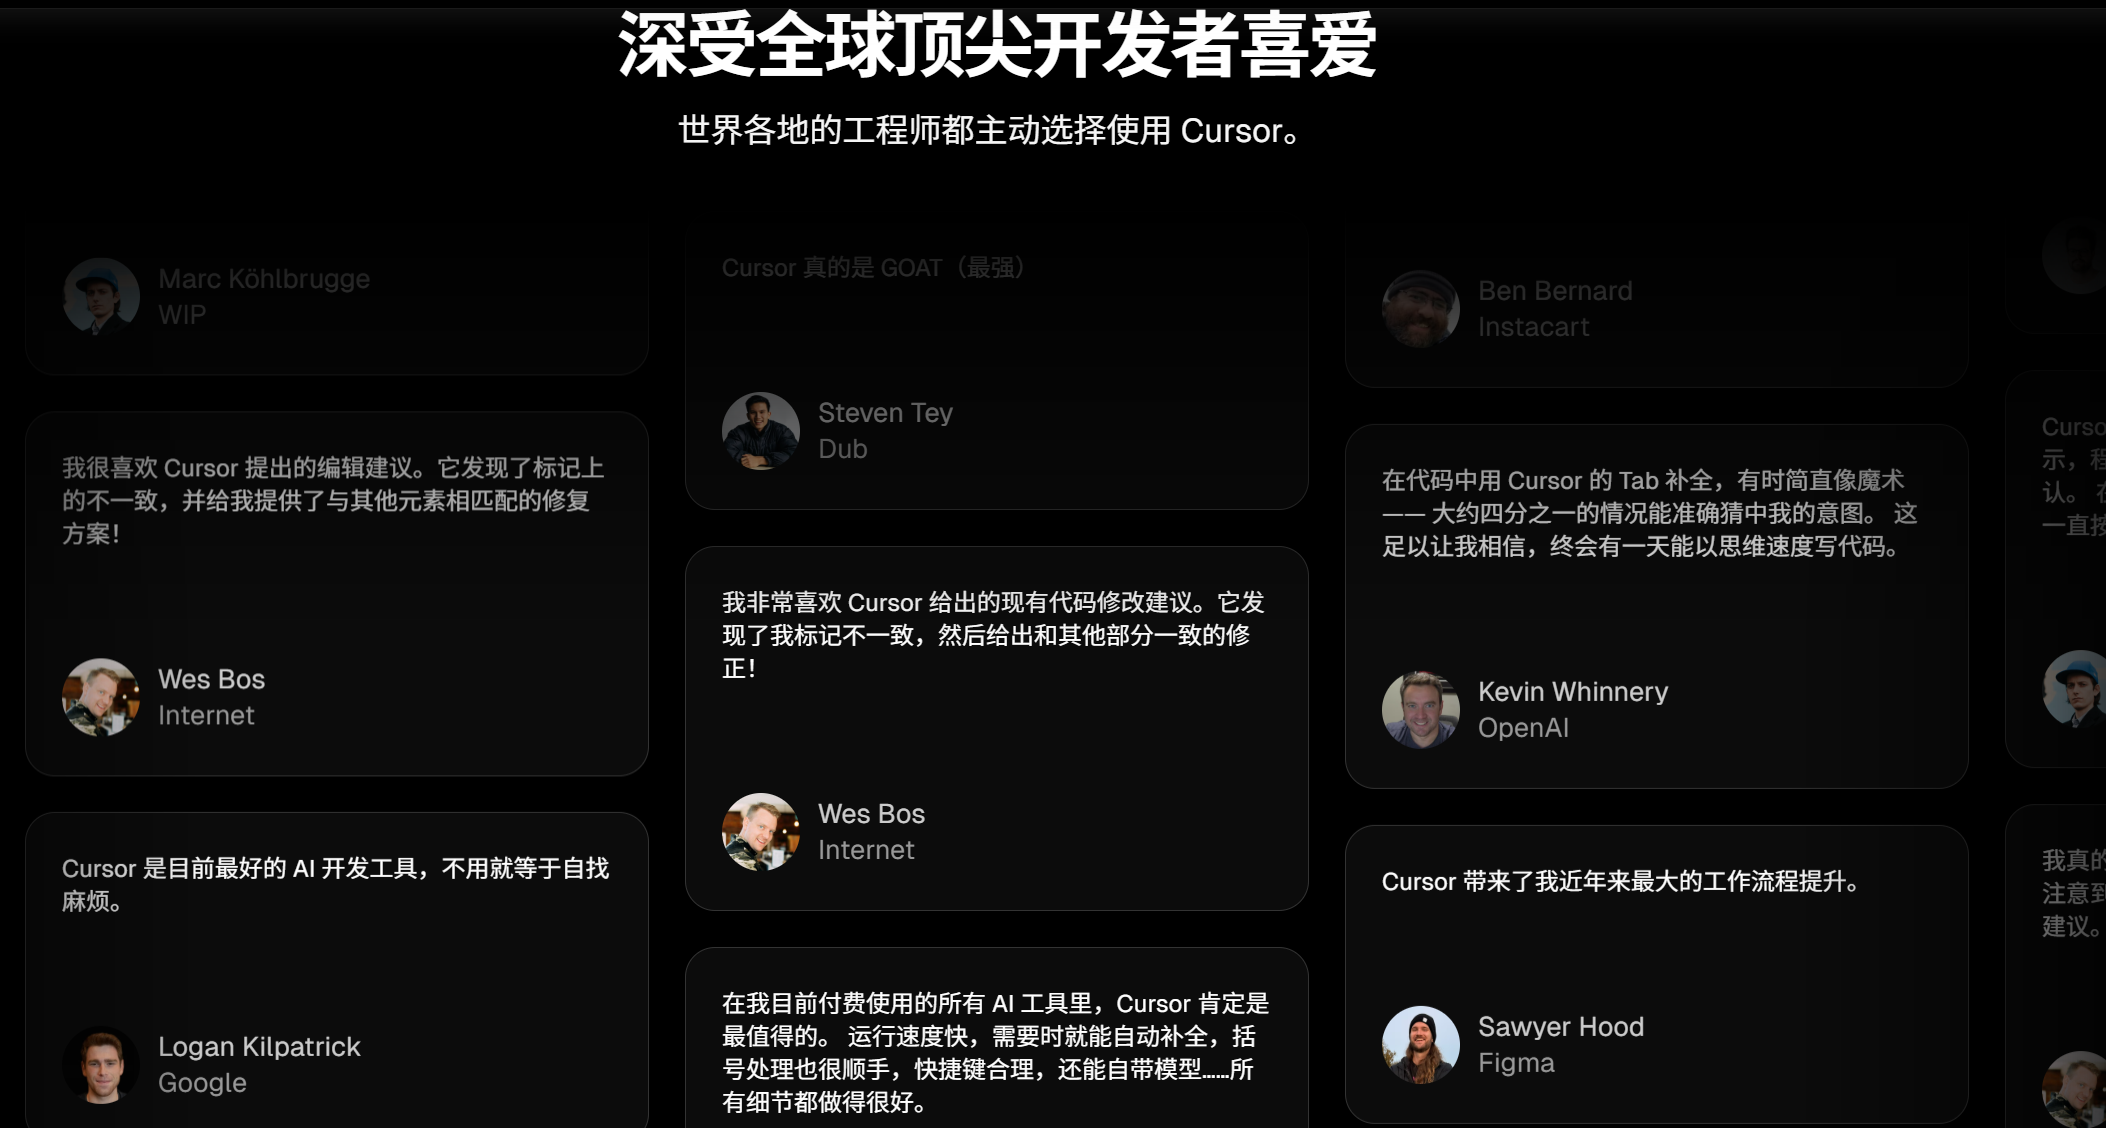 深受全球顶尖开发者喜爱
世界各地的工程师都主动选择使用 Cursor。
Marc Köhlbrugge
WIP
我很喜欢 Cursor 提出的编辑建议。它发现了标记上
的不一致，并给我提供了与其他元素相匹配的修复
方案！
Wes Bos
Internet
Cursor 是目前最好的 AI 开发工具，不用就等于自找
麻烦。
Logan Kilpatrick
Google
Cursor 真的是 GOAT（最强）
Steven Tey
Dub
我非常喜欢 Cursor 给出的现有代码修改建议。它发
现了我标记不一致，然后给出和其他部分一致的修
正！
Wes Bos
Internet
在我目前付费使用的所有 AI 工具里，Cursor 肯定是
最值得的。 运行速度快，需要时就能自动补全，括
号处理也很顺手，快捷键合理，还能自带模型……所
有细节都做得很好。
Ben Bernard
Instacart
在代码中用 Cursor 的 Tab 补全，有时简直像魔术
—— 大约四分之一的情况能准确猜中我的意图。 这
足以让我相信，终会有一天能以思维速度写代码。
Kevin Whinnery
OpenAI
Cursor 带来了我近年来最大的工作流程提升。
Sawyer Hood
Figma
示，
认。
一直按
我真的
注意到
建议。